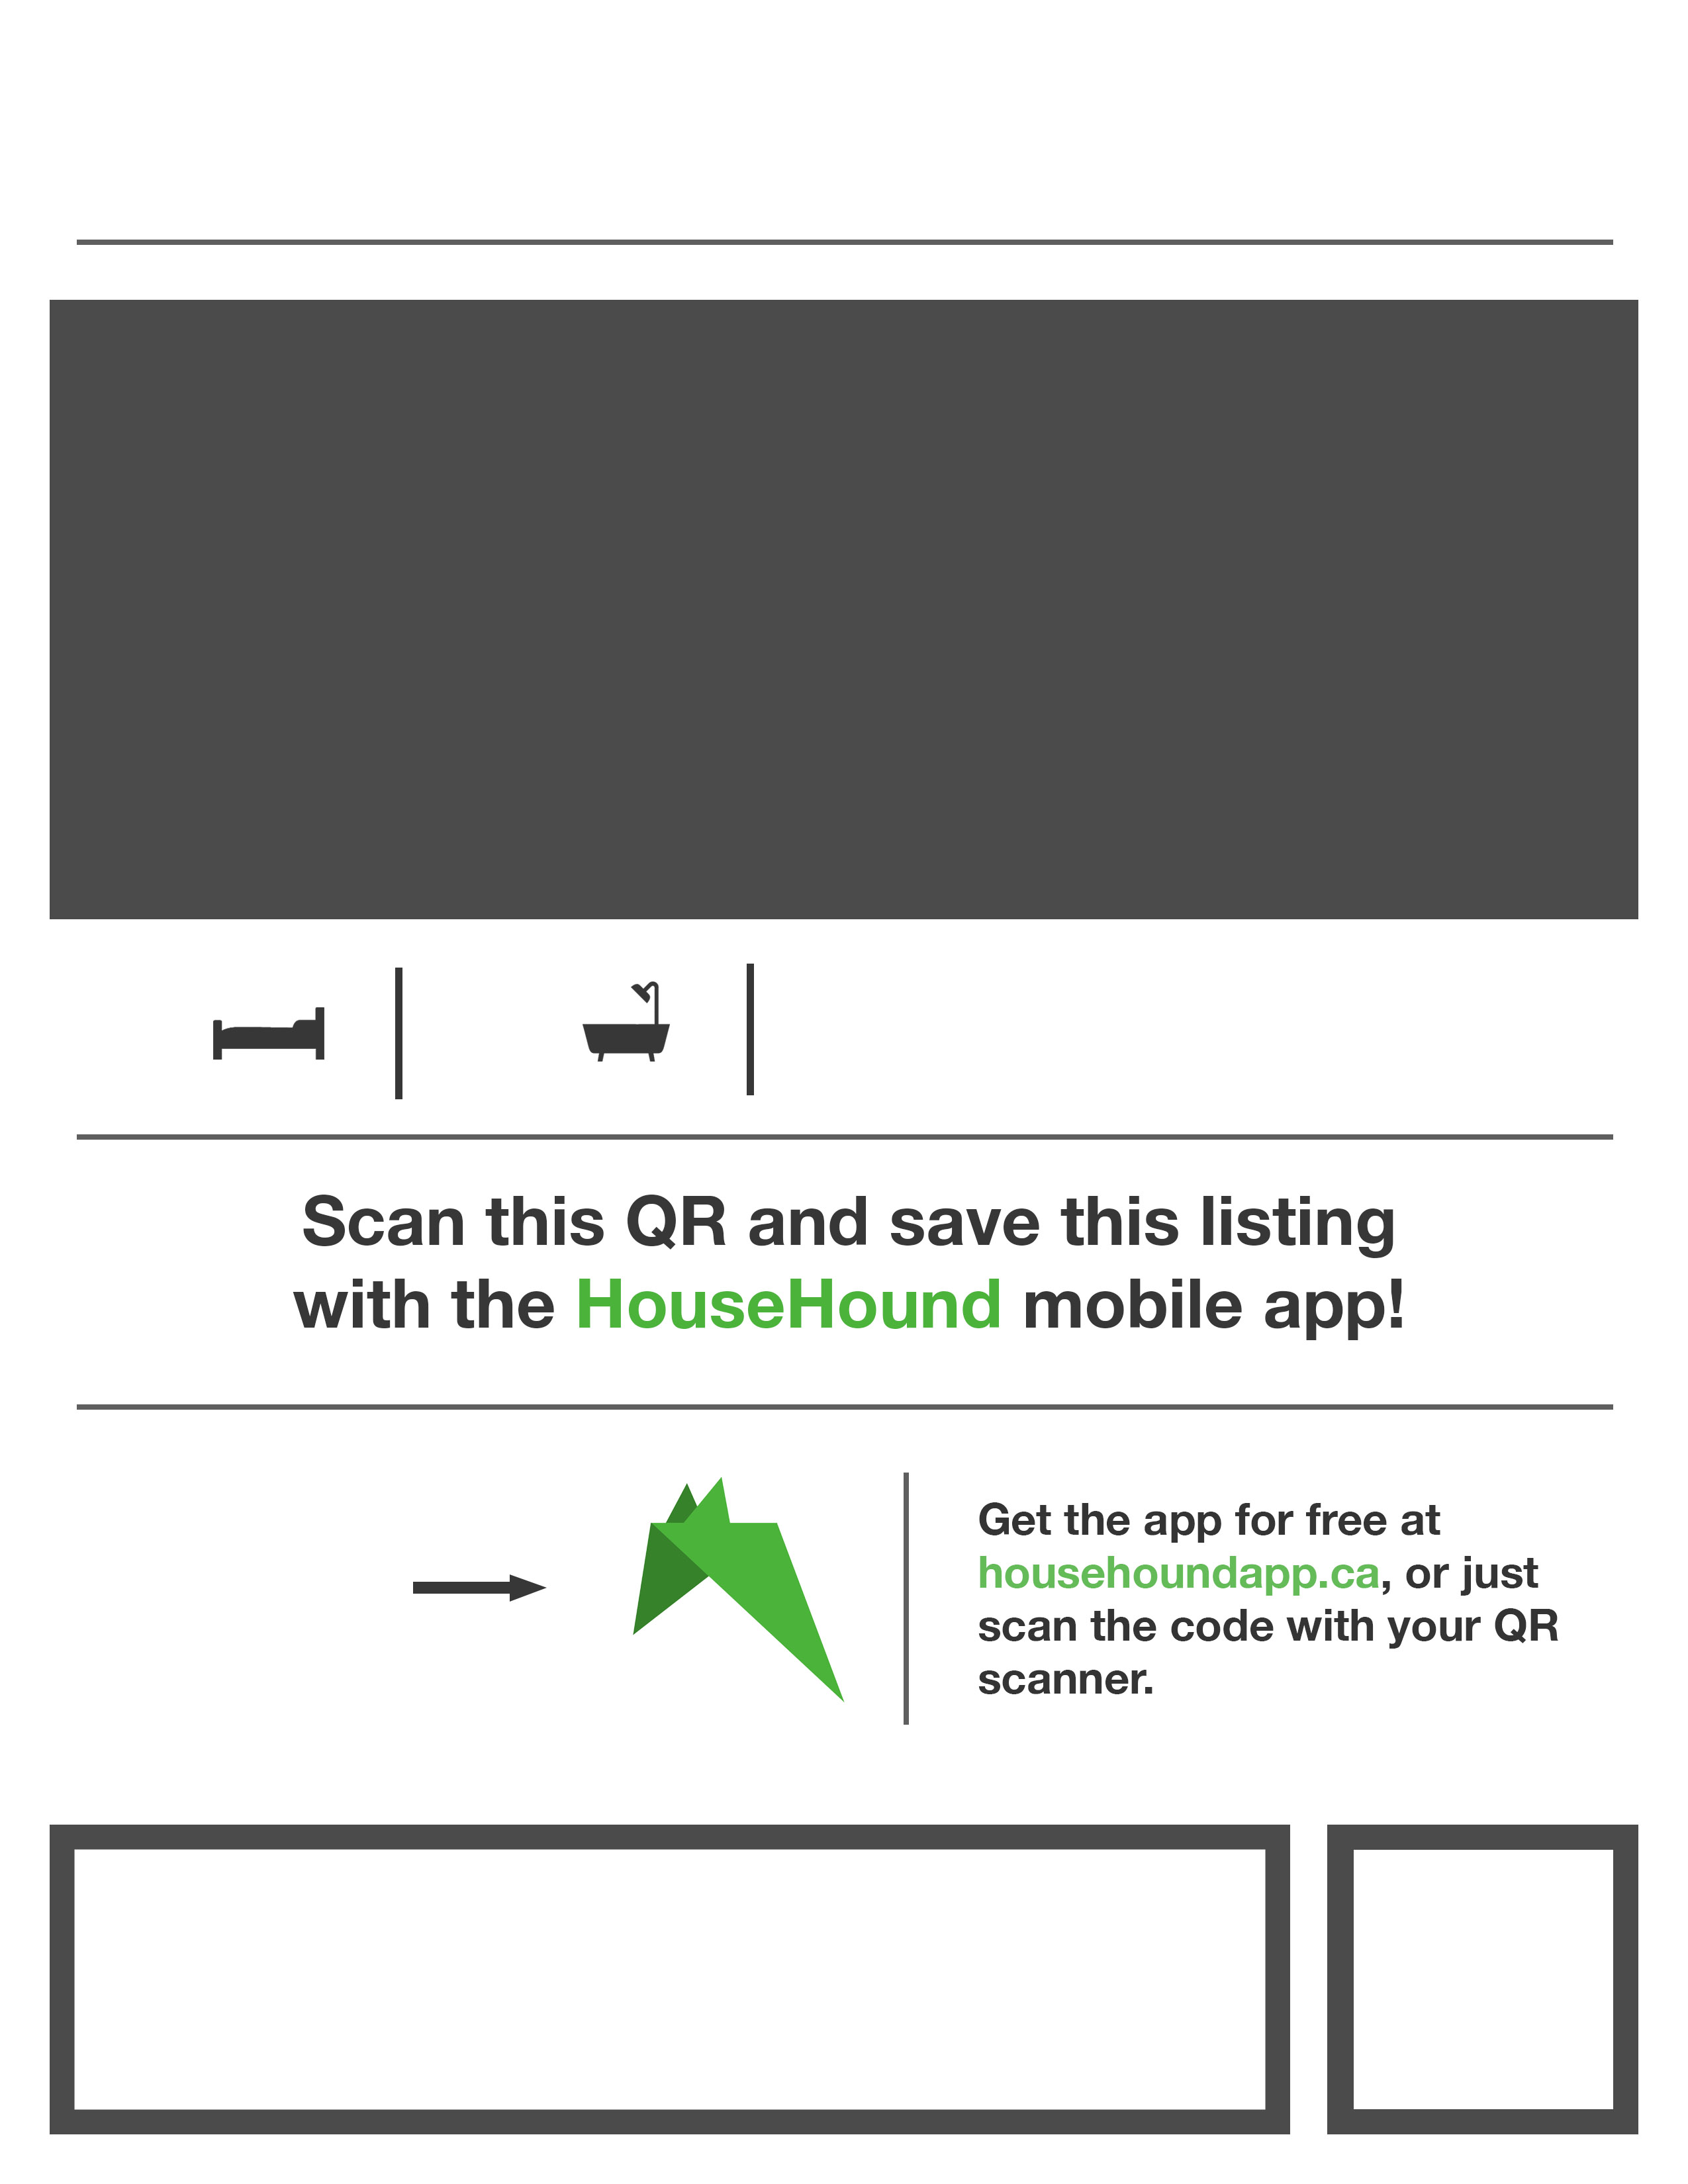 Scan this QR and save this listing
with the HouseHound mobile app!
Get the app for free at
househoundapp.ca, or just
scan the code with your QR
scanner.